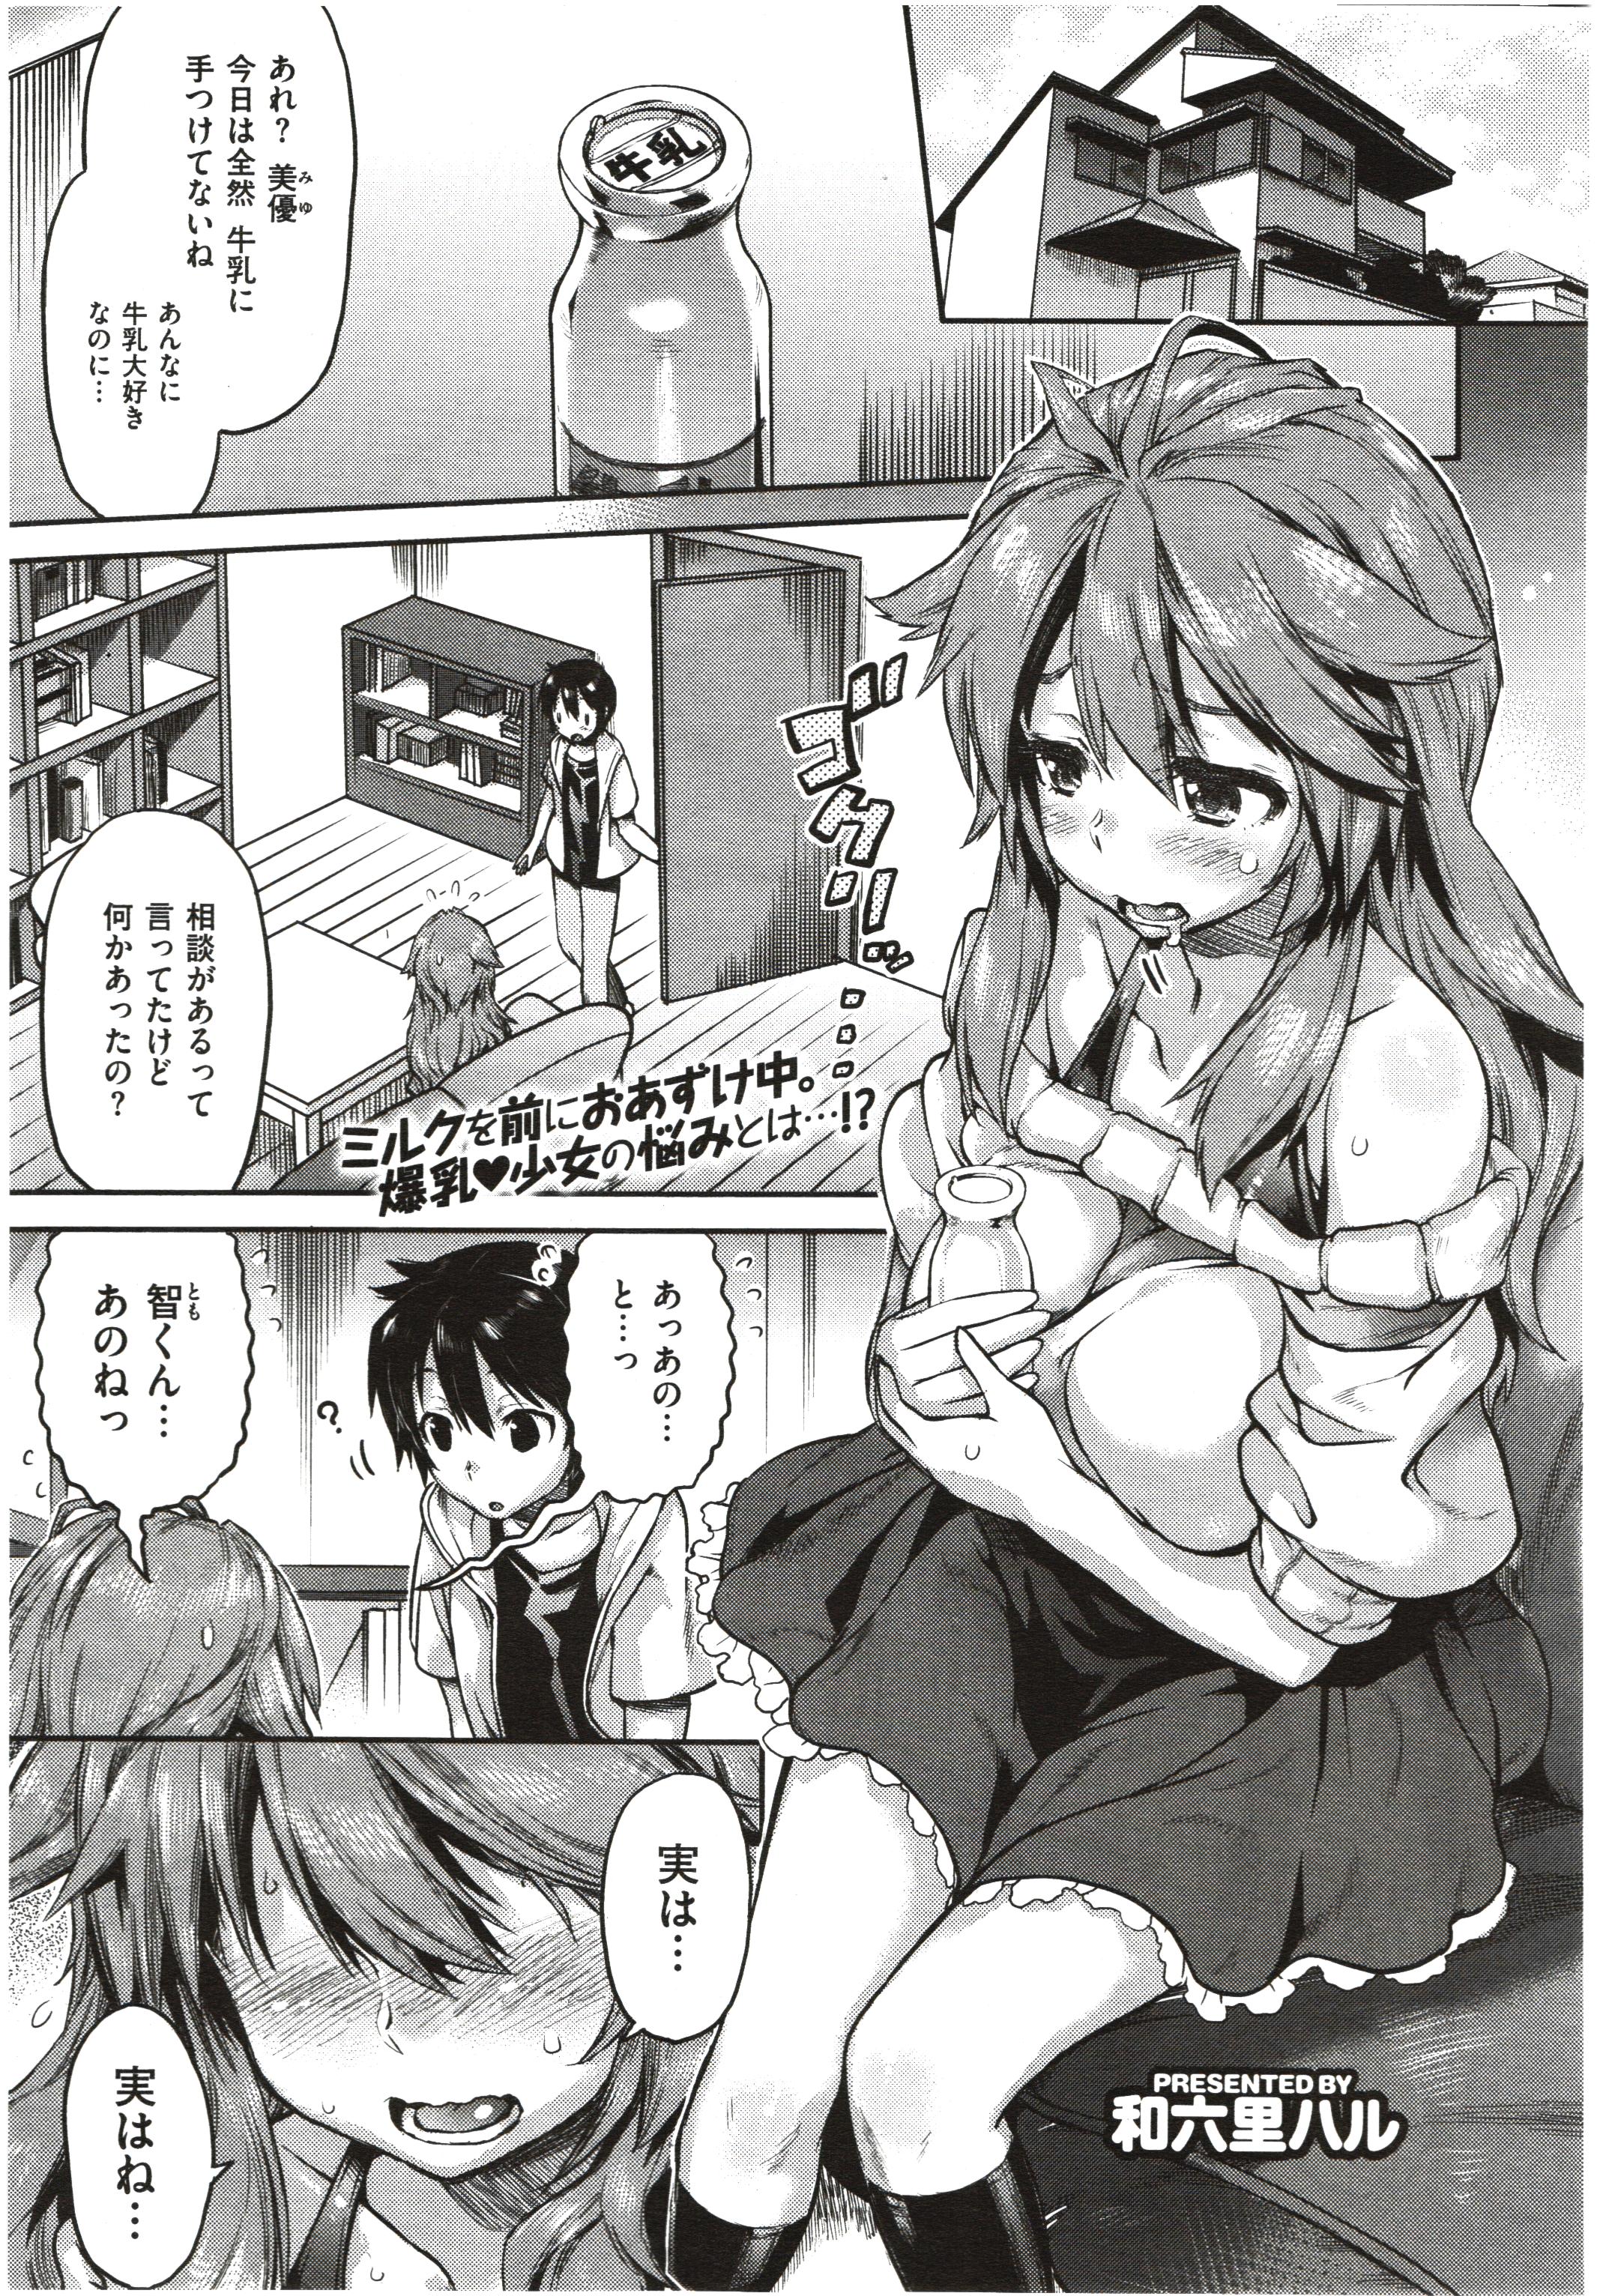 牛乳
あれ？　美優
みゆ
今日は全然　牛乳に
手つけてないね
あんなに
牛乳大好き
なのに…
ゴクリッ・・・・
相談があるって
言ってたけど
何かあったの？
ミルクを前におあずけ中。
爆乳♥少女の悩みとは…!?
あっあの…
と…っ
？
智くん…
とも
あのねっ
実は…
実はね…
PRESENTED BY
和六里ハル